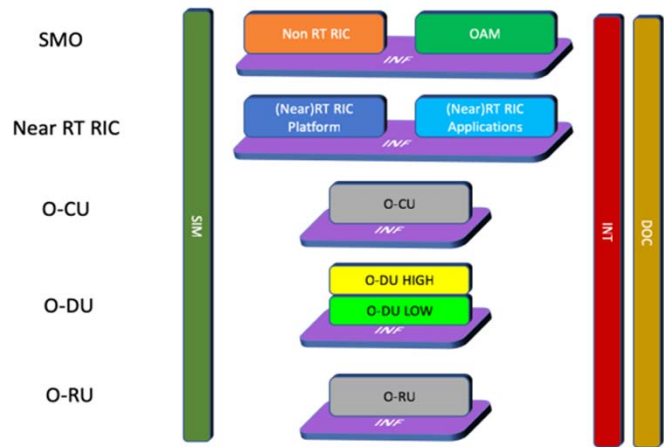 SMO
Non RT RIC
OAM
INF
Near RT RIC
(Near)RT RIC
Platform
(Near)RT RIC
Applications
INF
O-CU
O-CU
INF
O-DU
O-DU HIGH
O-DU LOW
INF
O-RU
O-RU
INF
SIM
INT
DOC